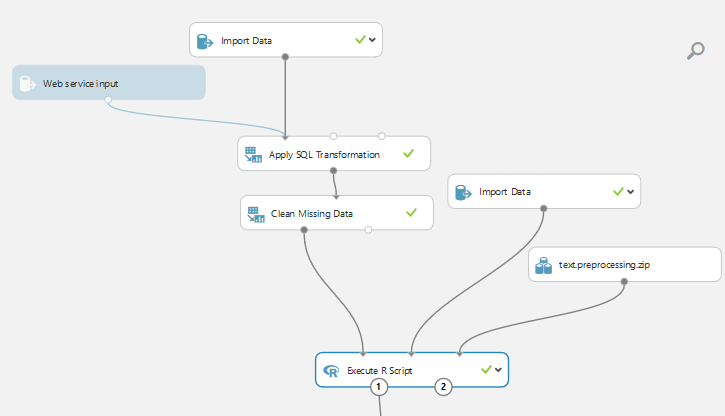 Import Data
Web service input
Apply SQL Transformation
Import Data
Clean Missing Data
text.preprocessing.zip
Execute R Script
1
2